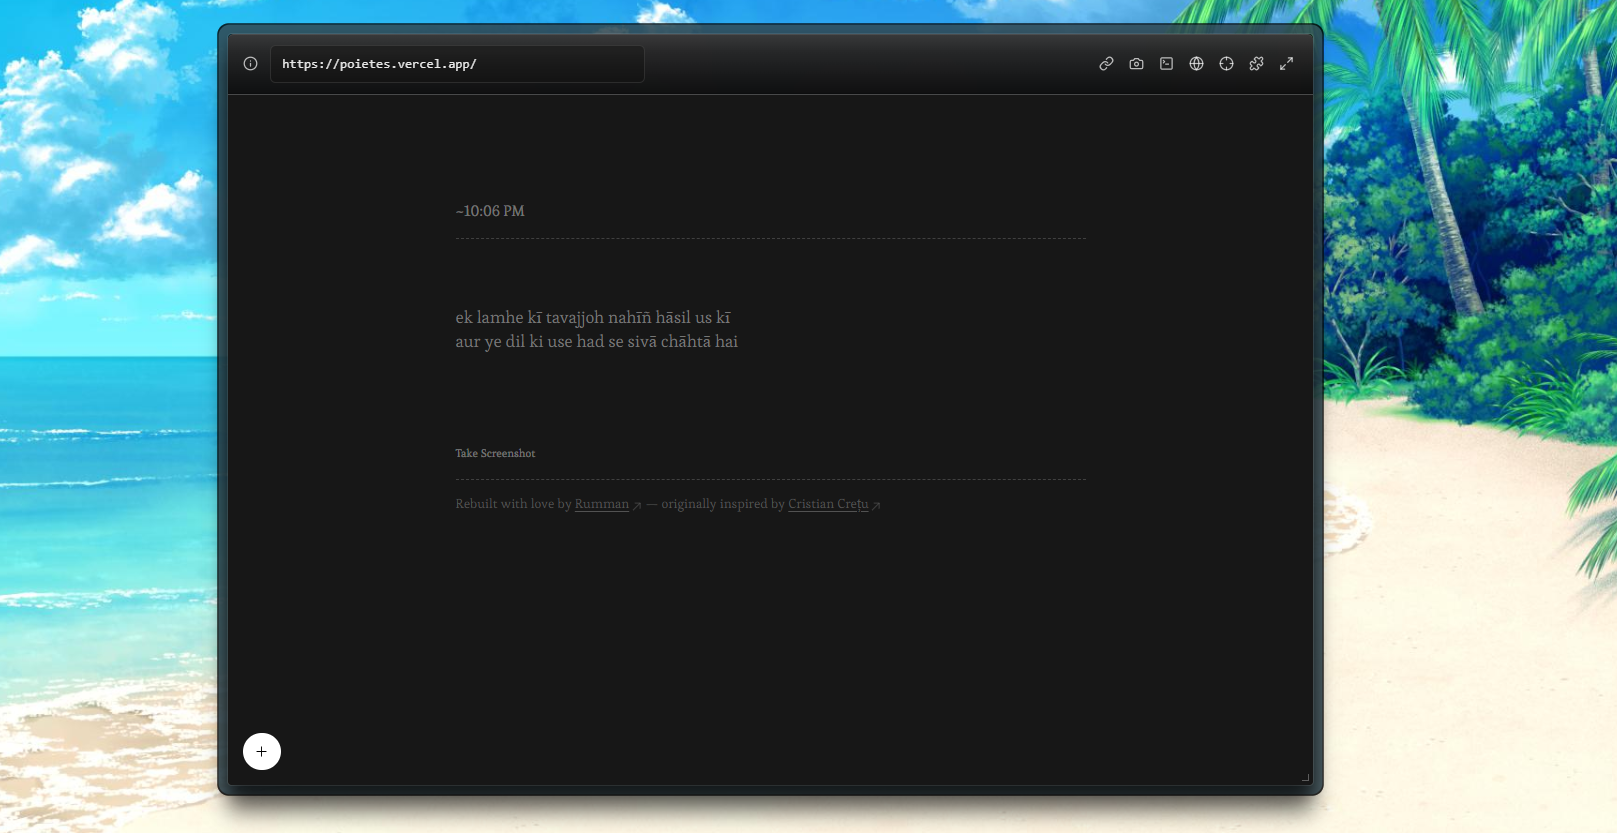 https://poietes.vercel.app/
~10:06 PM
ek lamhe kī tavajjoh nahīñ hāsil us kī
aur ye dil ki use had se sivā chāhtā hai
Take Screenshot
Rebuilt with love by Rumman ↗ — originally inspired by Cristian Crețu ↗